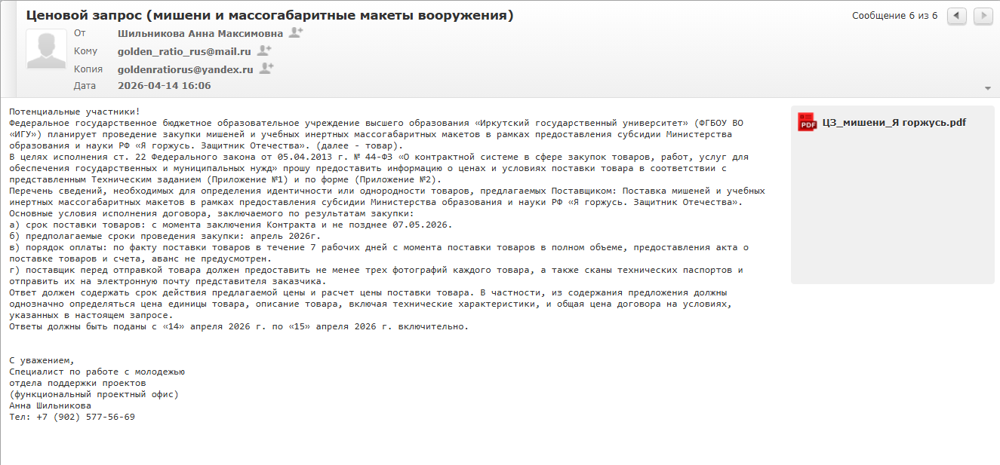 Ценовой запрос (мишени и массогабаритные макеты вооружения)
Сообщение 6 из 6
От Шильникова Анна Максимовна
Кому golden_ratio_rus@mail.ru
Копия goldenratiorus@yandex.ru
Дата 2026-04-14 16:06
Потенциальные участники!
Федеральное государственное бюджетное образовательное учреждение высшего образования «Иркутский государственный университет» (ФГБОУ ВО
«ИГУ») планирует проведение закупки мишеней и учебных инертных массогабаритных макетов в рамках предоставления субсидии Министерства
образования и науки РФ «Я горжусь. Защитник Отечества». (далее - товар).
В целях исполнения ст. 22 Федерального закона от 05.04.2013 г. № 44-ФЗ «О контрактной системе в сфере закупок товаров, работ, услуг для
обеспечения государственных и муниципальных нужд» прошу предоставить информацию о ценах и условиях поставки товара в соответствии с
представленным Техническим заданием (Приложение №1) и по форме (Приложение №2).
Перечень сведений, необходимых для определения идентичности или однородности товаров, предлагаемых Поставщиком: Поставка мишеней и учебных
инертных массогабаритных макетов в рамках предоставления субсидии Министерства образования и науки РФ «Я горжусь. Защитник Отечества».
Основные условия исполнения договора, заключаемого по результатам закупки:
а) срок поставки товаров: с момента заключения Контракта и не позднее 07.05.2026.
б) предполагаемые сроки проведения закупки: апрель 2026г.
в) порядок оплаты: по факту поставки товаров в течение 7 рабочих дней с момента поставки товаров в полном объеме, предоставления акта о
поставке товаров и счета, аванс не предусмотрен.
г) поставщик перед отправкой товара должен предоставить не менее трех фотографий каждого товара, а также сканы технических паспортов и
отправить их на электронную почту представителя заказчика.
Ответ должен содержать срок действия предлагаемой цены и расчет цены поставки товара. В частности, из содержания предложения должны
однозначно определяться цена единицы товара, описание товара, включая технические характеристики, и общая цена договора на условиях,
указанных в настоящем запросе.
Ответы должны быть поданы с «14» апреля 2026 г. по «15» апреля 2026 г. включительно.
С уважением,
Специалист по работе с молодежью
отдела поддержки проектов
(функциональный проектный офис)
Анна Шильникова
Тел: +7 (902) 577-56-69
PDF ЦЗ_мишени_Я горжусь.pdf